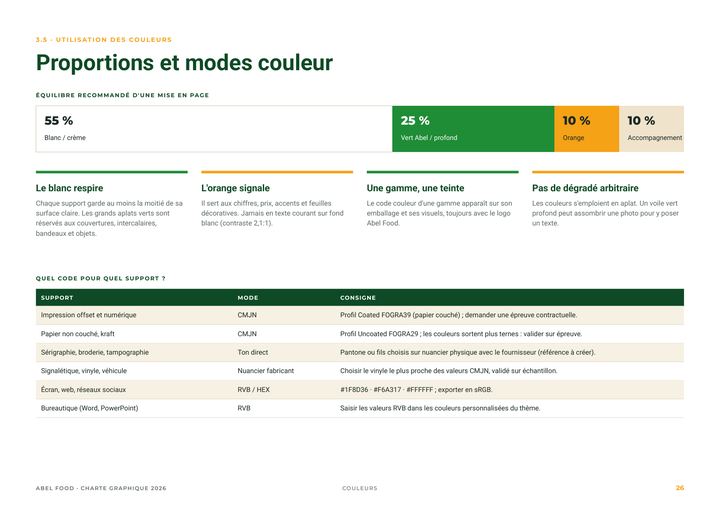 3.5 - UTILISATION DES COULEURS
Proportions et modes couleur
ÉQUILIBRE RECOMMANDÉ D'UNE MISE EN PAGE
55 %
Blanc / crème
25 %
Vert Abel / profond
10 %
Orange
10 %
Accompagnement
Le blanc respire
Chaque support garde au moins la moitié de sa
surface claire. Les grands aplats verts sont
réservés aux couvertures, intercalaires,
bandeaux et objets.
L'orange signale
Il sert aux chiffres, prix, accents et feuilles
décoratives. Jamais en texte courant sur fond
blanc (contraste 2,1:1).
Une gamme, une teinte
Le code couleur d'une gamme apparaît sur son
emballage et ses visuels, toujours avec le logo
Abel Food.
Pas de dégradé arbitraire
Les couleurs s'emploient en aplat. Un voile vert
profond peut assombrir une photo pour y poser
un texte.
QUEL CODE POUR QUEL SUPPORT ?
SUPPORT MODE CONSIGNE
Impression offset et numérique CMJN Profil Coated FOGRA39 (papier couché) ; demander une épreuve contractuelle.
Papier non couché, kraft CMJN Profil Uncoated FOGRA29 ; les couleurs sortent plus ternes : valider sur épreuve.
Sérigraphie, broderie, tampographie Ton direct Pantone ou fils choisis sur nuancier physique avec le fournisseur (référence à créer).
Signalétique, vinyle, véhicule Nuancier fabricant Choisir le vinyle le plus proche des valeurs CMJN, validé sur échantillon.
Écran, web, réseaux sociaux RVB / HEX #1F8D36 · #F6A317 · #FFFFFF ; exporter en sRGB.
Bureautique (Word, PowerPoint) RVB Saisir les valeurs RVB dans les couleurs personnalisées du thème.
ABEL FOOD - CHARTE GRAPHIQUE 2026 COULEURS 26